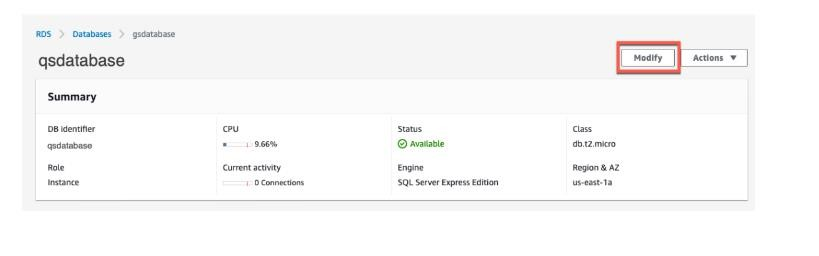 RDS > Databases > qsdatabase
qsdatabase
Modify
Actions ▼
Summary
DB identifier
qsdatabase
CPU
9.66%
Status
Available
Class
db.t2.micro
Role
Instance
Current activity
0 Connections
Engine
SQL Server Express Edition
Region & AZ
us-east-1a